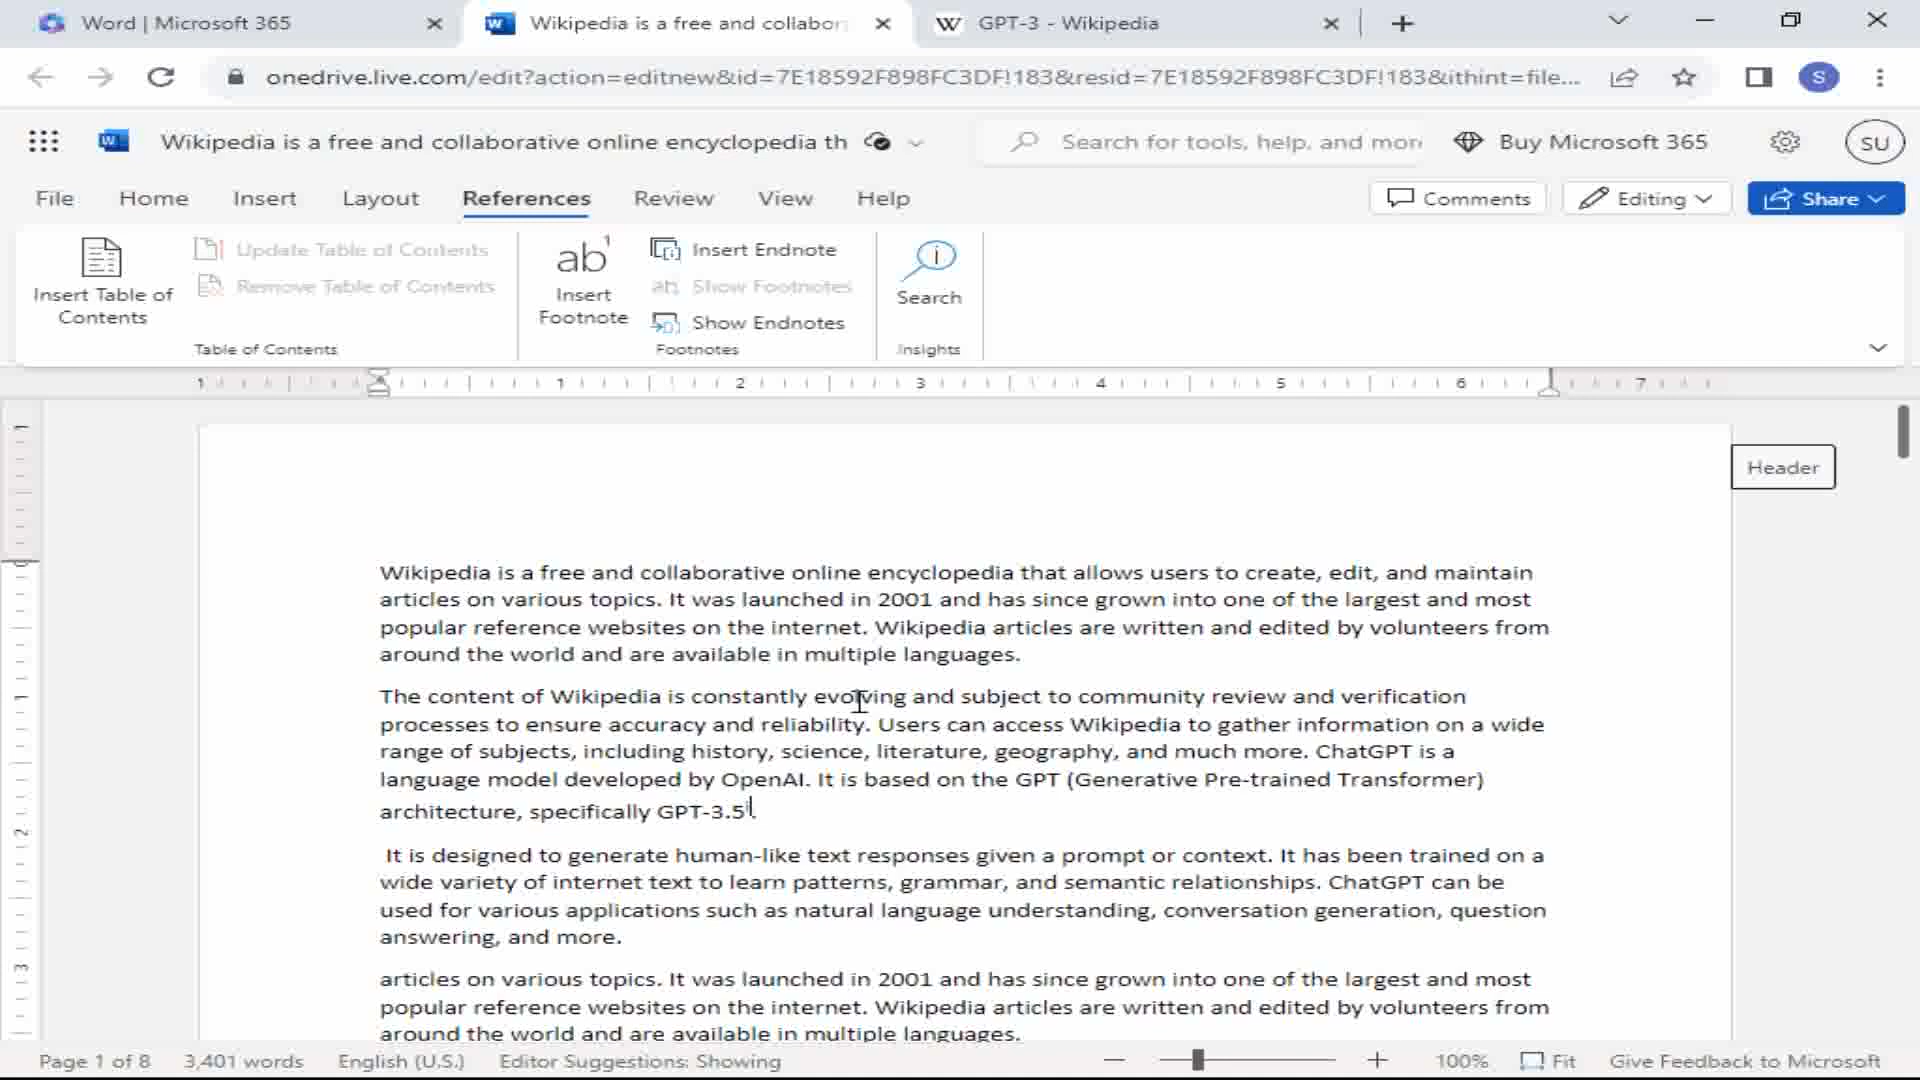 Word | Microsoft 365
Wikipedia is a free and collabor
GPT-3 - Wikipedia
onedrive.live.com/edit?action=editnew&id=7E18592F898FC3DF!183&resid=7E18592F898FC3DF!183&ithint=file...
S
Wikipedia is a free and collaborative online encyclopedia th
Search for tools, help, and mor
Buy Microsoft 365
SU
File Home Insert Layout References Review View Help
Comments
Editing
Share
Insert Table of
Contents
Update Table of Contents
Remove Table of Contents
Table of Contents
ab1
Insert
Footnote
Insert Endnote
Show Footnotes
Show Endnotes
Footnotes
Search
Insights
1 1 2 3 4 5 6 7
Header
Wikipedia is a free and collaborative online encyclopedia that allows users to create, edit, and maintain
articles on various topics. It was launched in 2001 and has since grown into one of the largest and most
popular reference websites on the internet. Wikipedia articles are written and edited by volunteers from
around the world and are available in multiple languages.
The content of Wikipedia is constantly evolving and subject to community review and verification
processes to ensure accuracy and reliability. Users can access Wikipedia to gather information on a wide
range of subjects, including history, science, literature, geography, and much more. ChatGPT is a
language model developed by OpenAI. It is based on the GPT (Generative Pre-trained Transformer)
architecture, specifically GPT-3.5i.
It is designed to generate human-like text responses given a prompt or context. It has been trained on a
wide variety of internet text to learn patterns, grammar, and semantic relationships. ChatGPT can be
used for various applications such as natural language understanding, conversation generation, question
answering, and more.
articles on various topics. It was launched in 2001 and has since grown into one of the largest and most
popular reference websites on the internet. Wikipedia articles are written and edited by volunteers from
around the world and are available in multiple languages.
1
1
2
3
Page 1 of 8 3,401 words English (U.S.) Editor Suggestions: Showing 100% Fit Give Feedback to Microsoft